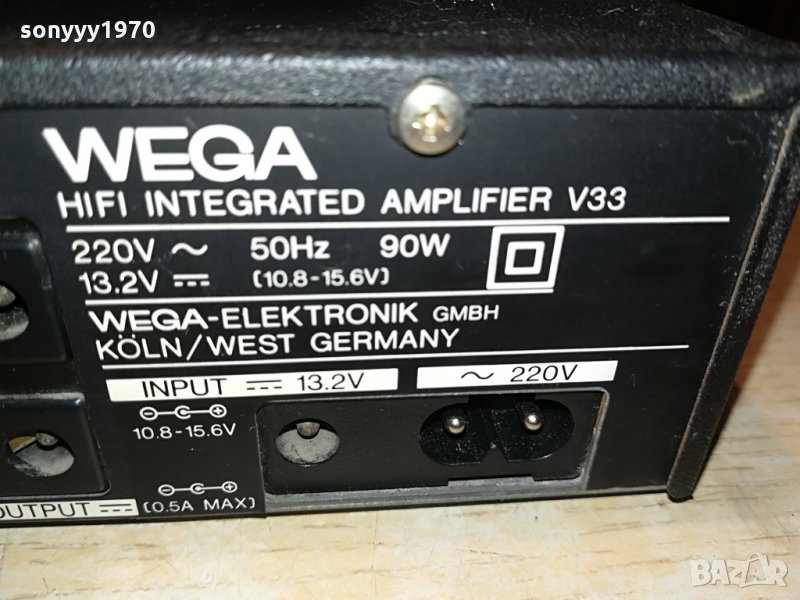 sonyyy1970
WEGA
HIFI INTEGRATED AMPLIFIER V33
220V ~ 50Hz 90W
13.2V ⎓ (10.8-15.6V)
WEGA-ELEKTRONIK GMBH
KÖLN/WEST GERMANY
INPUT ⎓ 13.2V
~ 220V
10.8-15.6V
OUTPUT ⎓
(0.5A MAX)
BAZAR